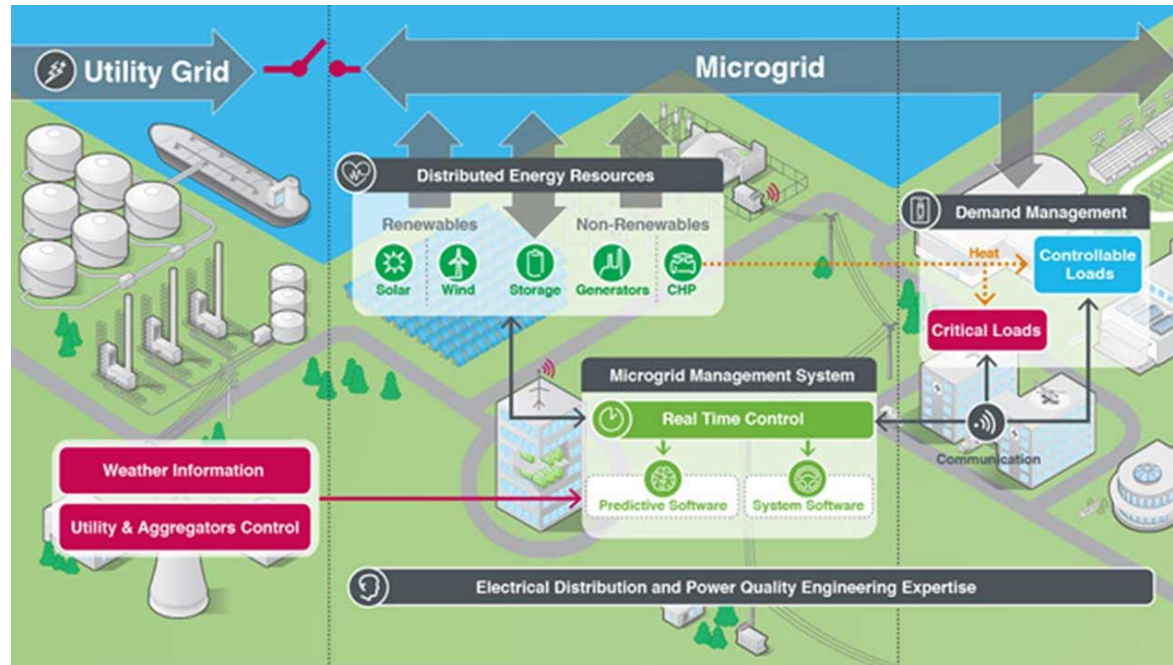 Utility Grid
Microgrid
Distributed Energy Resources
Renewables
Non-Renewables
Solar
Wind
Storage
Generators
CHP
Demand Management
Heat
Controllable
Loads
Critical Loads
Microgrid Management System
Real Time Control
Predictive Software
System Software
Communication
Weather Information
Utility & Aggregators Control
Electrical Distribution and Power Quality Engineering Expertise